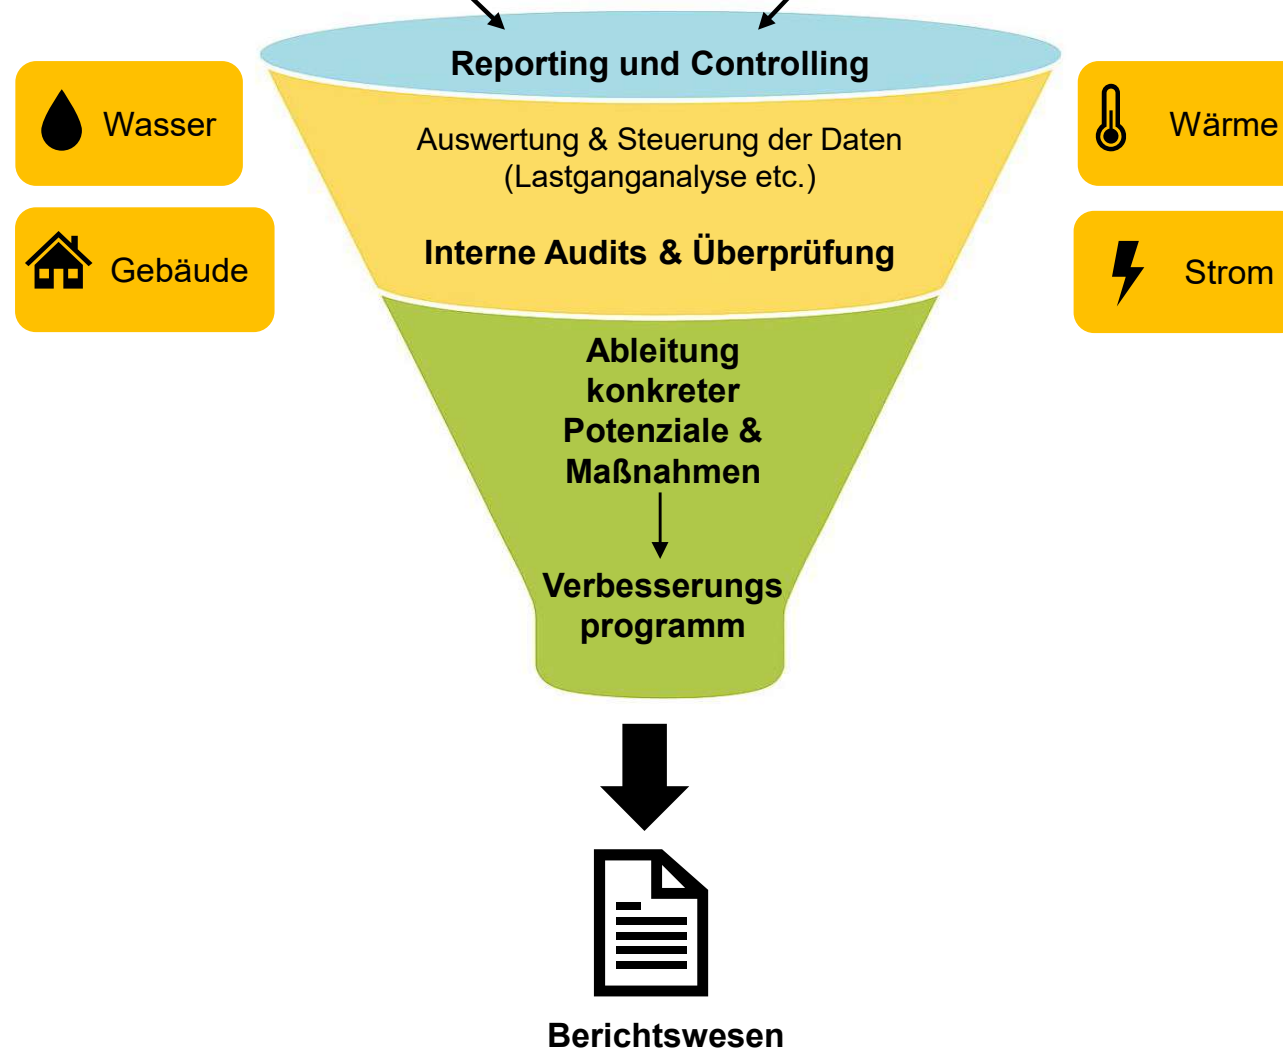 Reporting und Controlling
Wasser
Wärme
Auswertung & Steuerung der Daten
(Lastganganalyse etc.)
Interne Audits & Überprüfung
Gebäude
Strom
Ableitung
konkreter
Potenziale &
Maßnahmen
Verbesserungs
programm
Berichtswesen